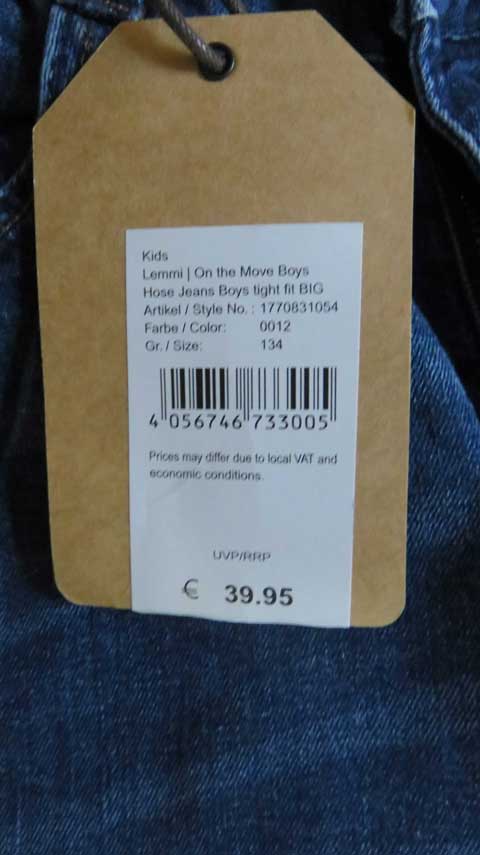 Kids
Lemmi | On the Move Boys
Hose Jeans Boys tight fit BIG
Artikel / Style No. : 1770831054
Farbe / Color: 0012
Gr. / Size: 134
4 056746 733005
Prices may differ due to local VAT and
economic conditions.
UVP/RRP
€ 39.95